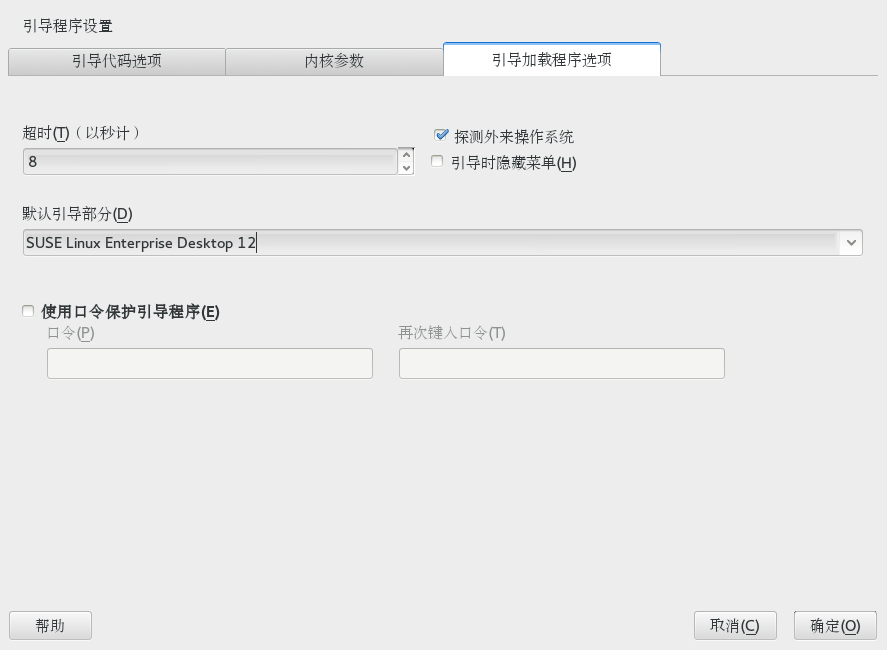 引导程序设置
引导代码选项 内核参数 引导加载程序选项
超时(T)（以秒计）
探测外来操作系统
8
引导时隐藏菜单(H)
默认引导部分(D)
SUSE Linux Enterprise Desktop 12
使用口令保护引导程序(E)
口令(P) 再次键入口令(T)
帮助 取消(C) 确定(O)